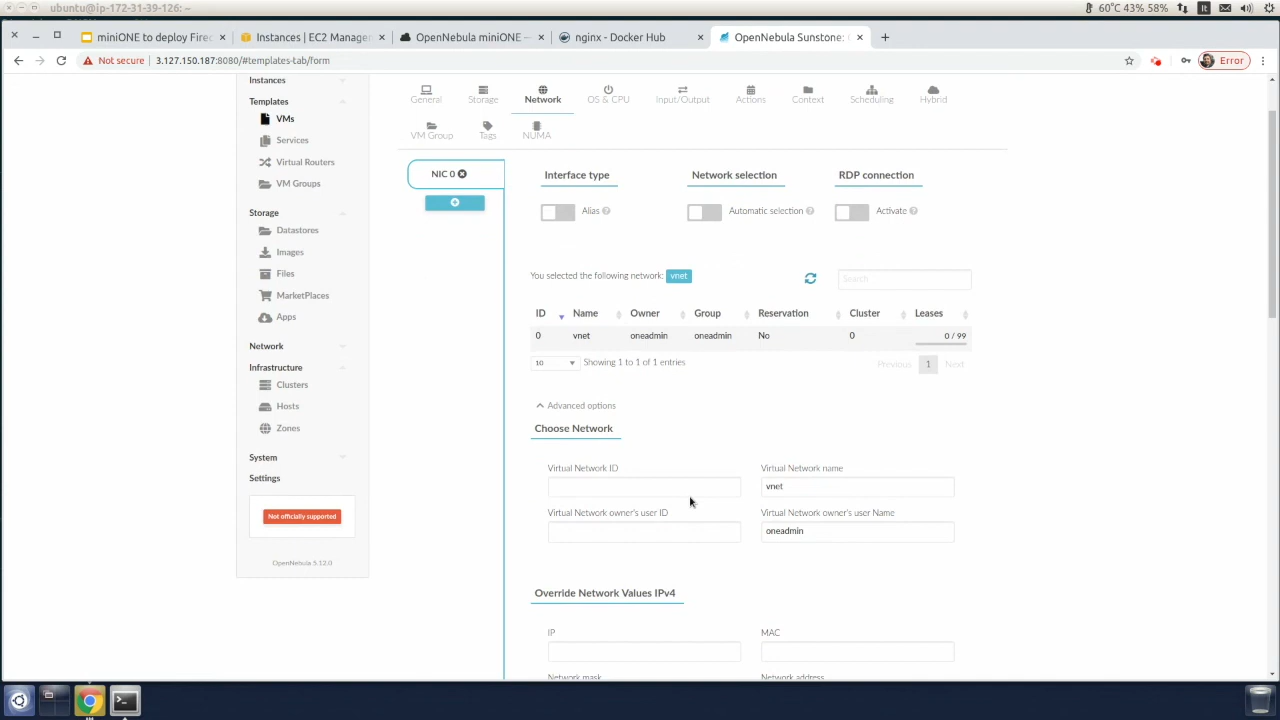 ubuntu@ip-172-31-39-126: ~
60°C 43% 58%
It
miniONE to deploy Fire
Instances | EC2 Manage
OpenNebula miniONE —
nginx - Docker Hub
OpenNebula Sunstone:
Not secure
3.127.150.187:8080/#templates-tab/form
Error
Instances
Templates
VMs
Services
Virtual Routers
VM Groups
Storage
Datastores
Images
Files
MarketPlaces
Apps
Network
Infrastructure
Clusters
Hosts
Zones
System
Settings
Not officially supported
OpenNebula 5.12.0
General
Storage
Network
OS & CPU
Input/Output
Actions
Context
Scheduling
Hybrid
VM Group
Tags
NUMA
NIC 0
Interface type
Network selection
RDP connection
Alias
Automatic selection
Activate
You selected the following network: vnet
Search
ID Name Owner Group Reservation Cluster Leases
0 vnet oneadmin oneadmin No 0 0 / 99
10 Showing 1 to 1 of 1 entries
Previous 1 Next
Advanced options
Choose Network
Virtual Network ID
Virtual Network name
vnet
Virtual Network owner's user ID
Virtual Network owner's user Name
oneadmin
Override Network Values IPv4
IP
MAC
Network mask
Network address